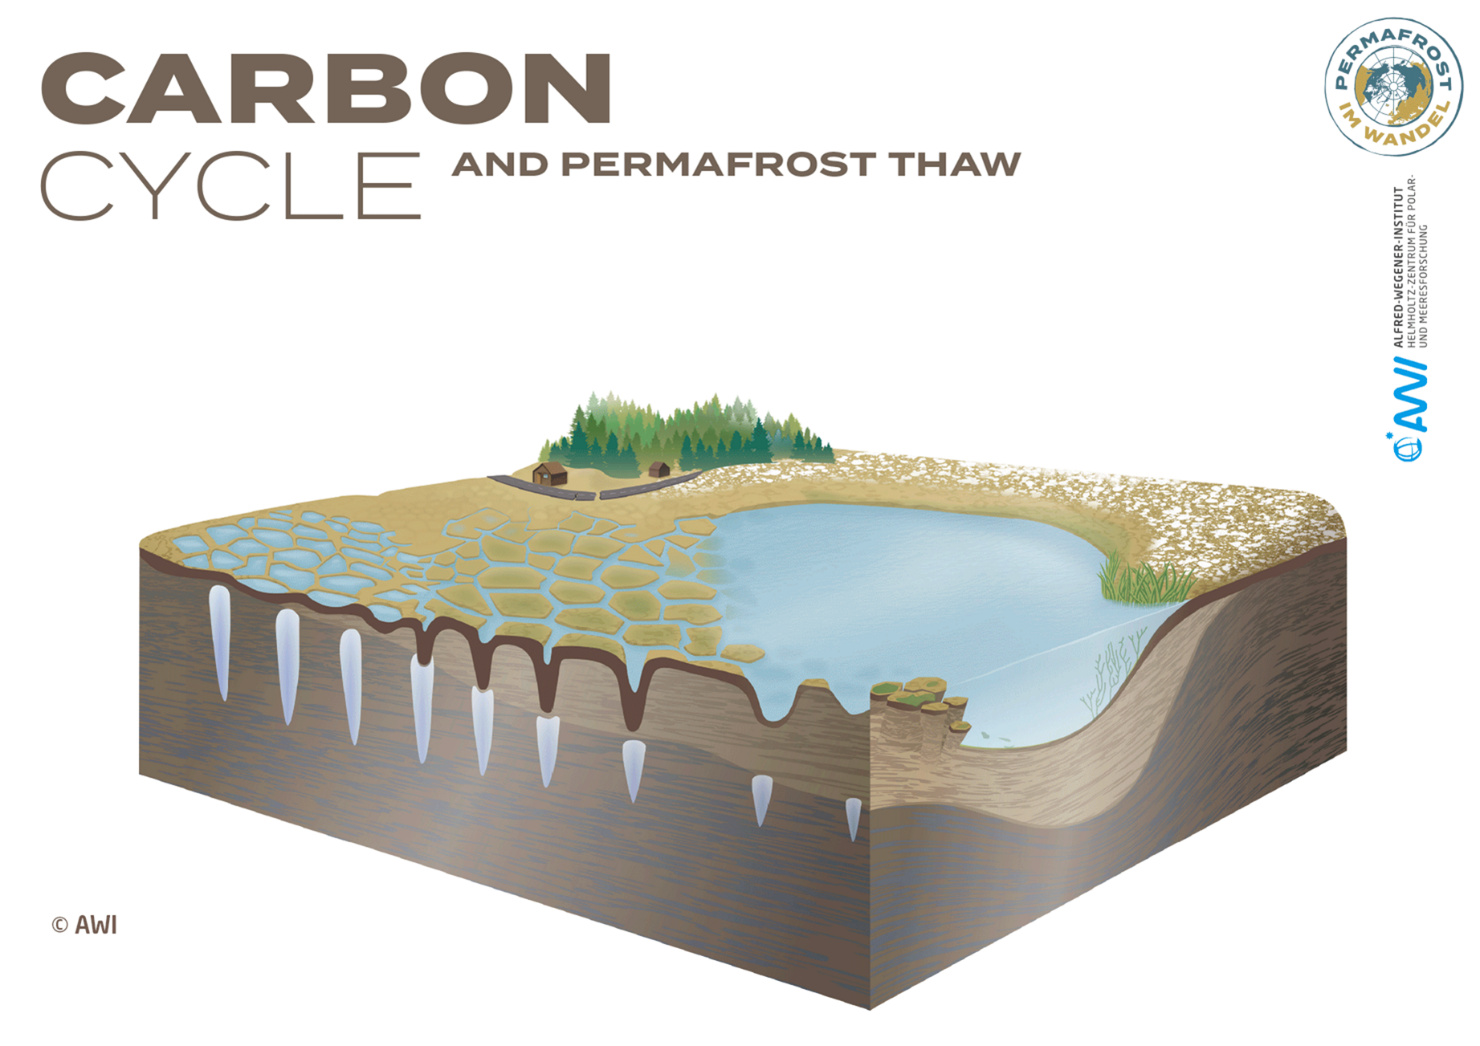 CARBON
CYCLE AND PERMAFROST THAW
PERMAFROST
IM WANDEL
ALFRED-WEGENER-INSTITUT
HELMHOLTZ-ZENTRUM FÜR POLAR-
UND MEERESFORSCHUNG
AWI
© AWI